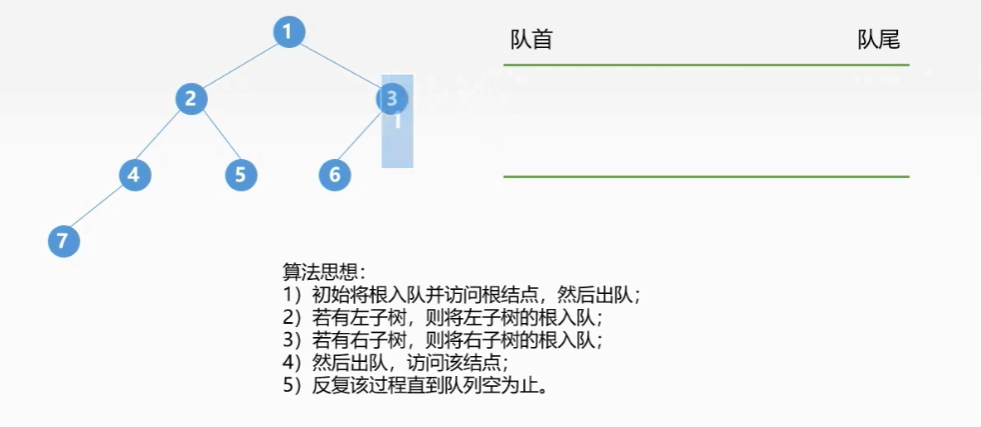 1
队首
队尾
2
3
1
4
5
6
7
算法思想：
1）初始将根入队并访问根结点，然后出队；
2）若有左子树，则将左子树的根入队；
3）若有右子树，则将右子树的根入队；
4）然后出队，访问该结点；
5）反复该过程直到队列空为止。